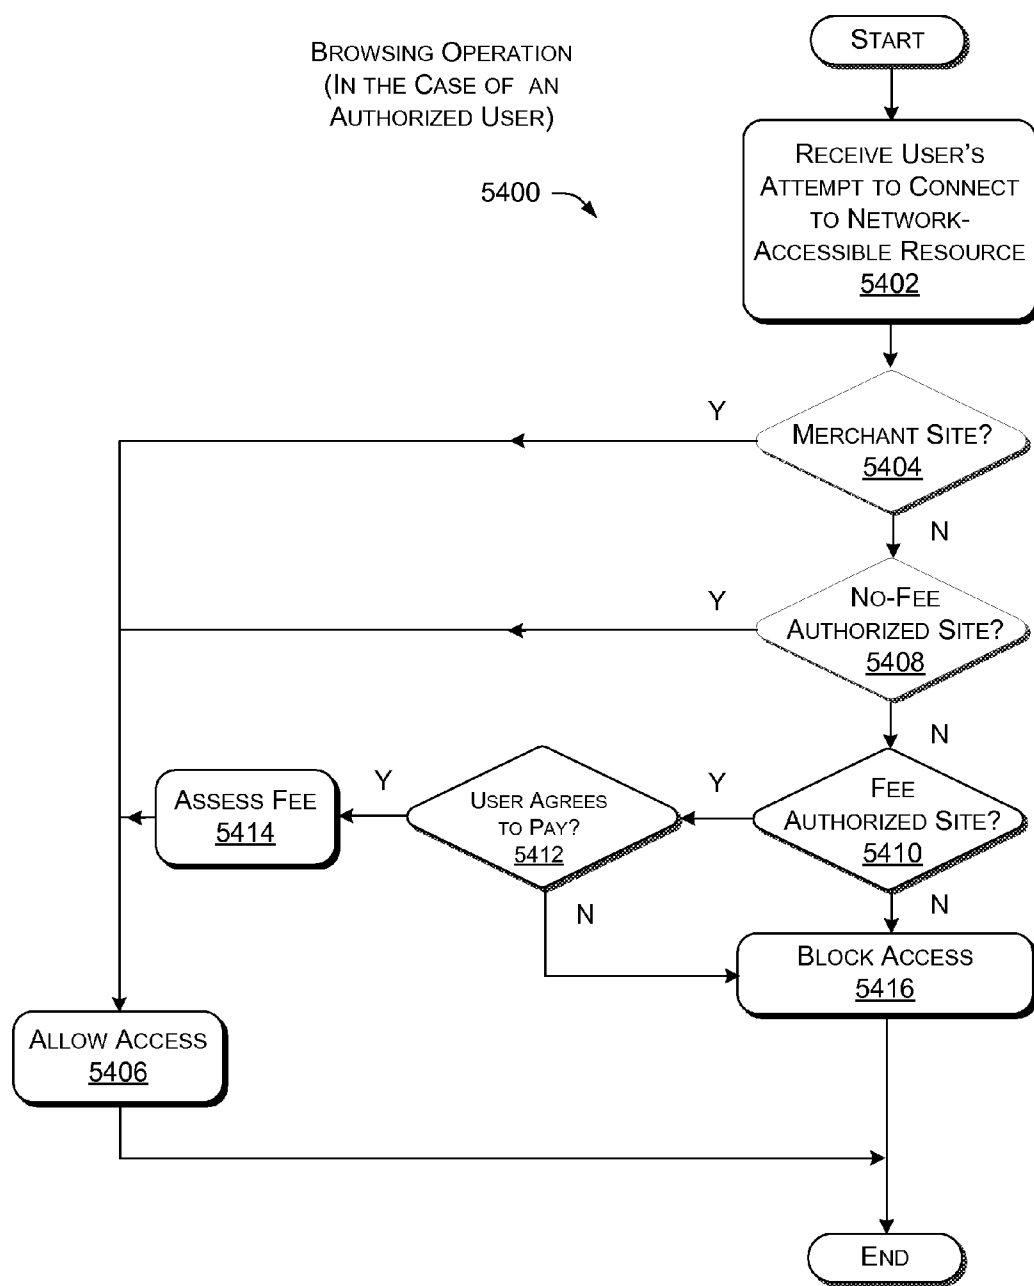 BROWSING OPERATION
(IN THE CASE OF AN
AUTHORIZED USER)
5400
START
RECEIVE USER'S
ATTEMPT TO CONNECT
TO NETWORK-
ACCESSIBLE RESOURCE
5402
Y
MERCHANT SITE?
5404
N
Y
NO-FEE
AUTHORIZED SITE?
5408
N
FEE
AUTHORIZED SITE?
5410
Y
N
USER AGREES
TO PAY?
5412
Y
N
ASSESS FEE
5414
BLOCK ACCESS
5416
ALLOW ACCESS
5406
END